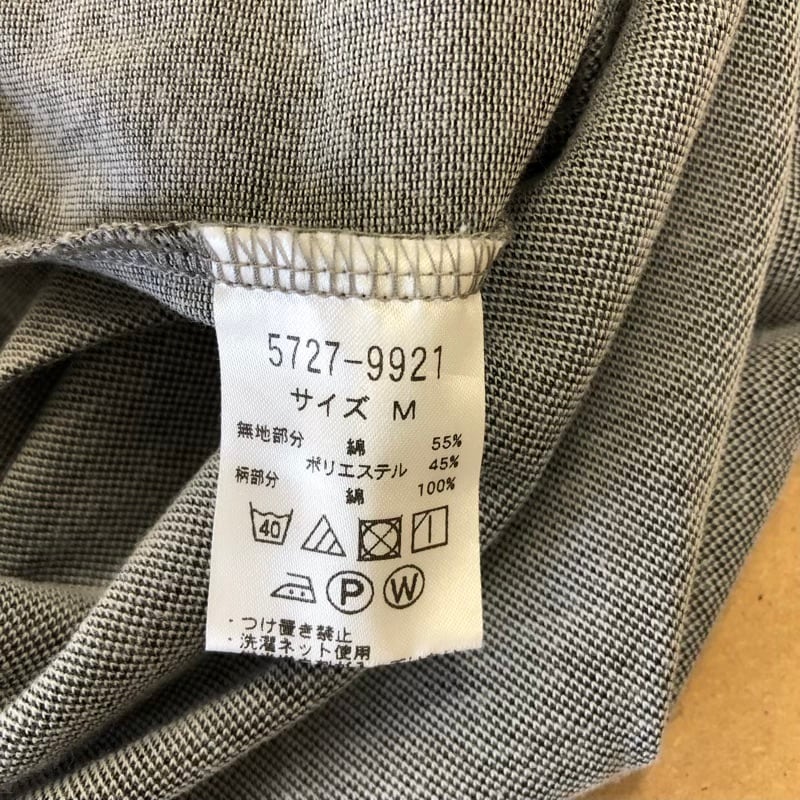 5727-9921
サイズ M
無地部分 綿 55%
ポリエステル 45%
柄部分 綿 100%
40
P W
・つけ置き禁止
・洗濯ネット使用